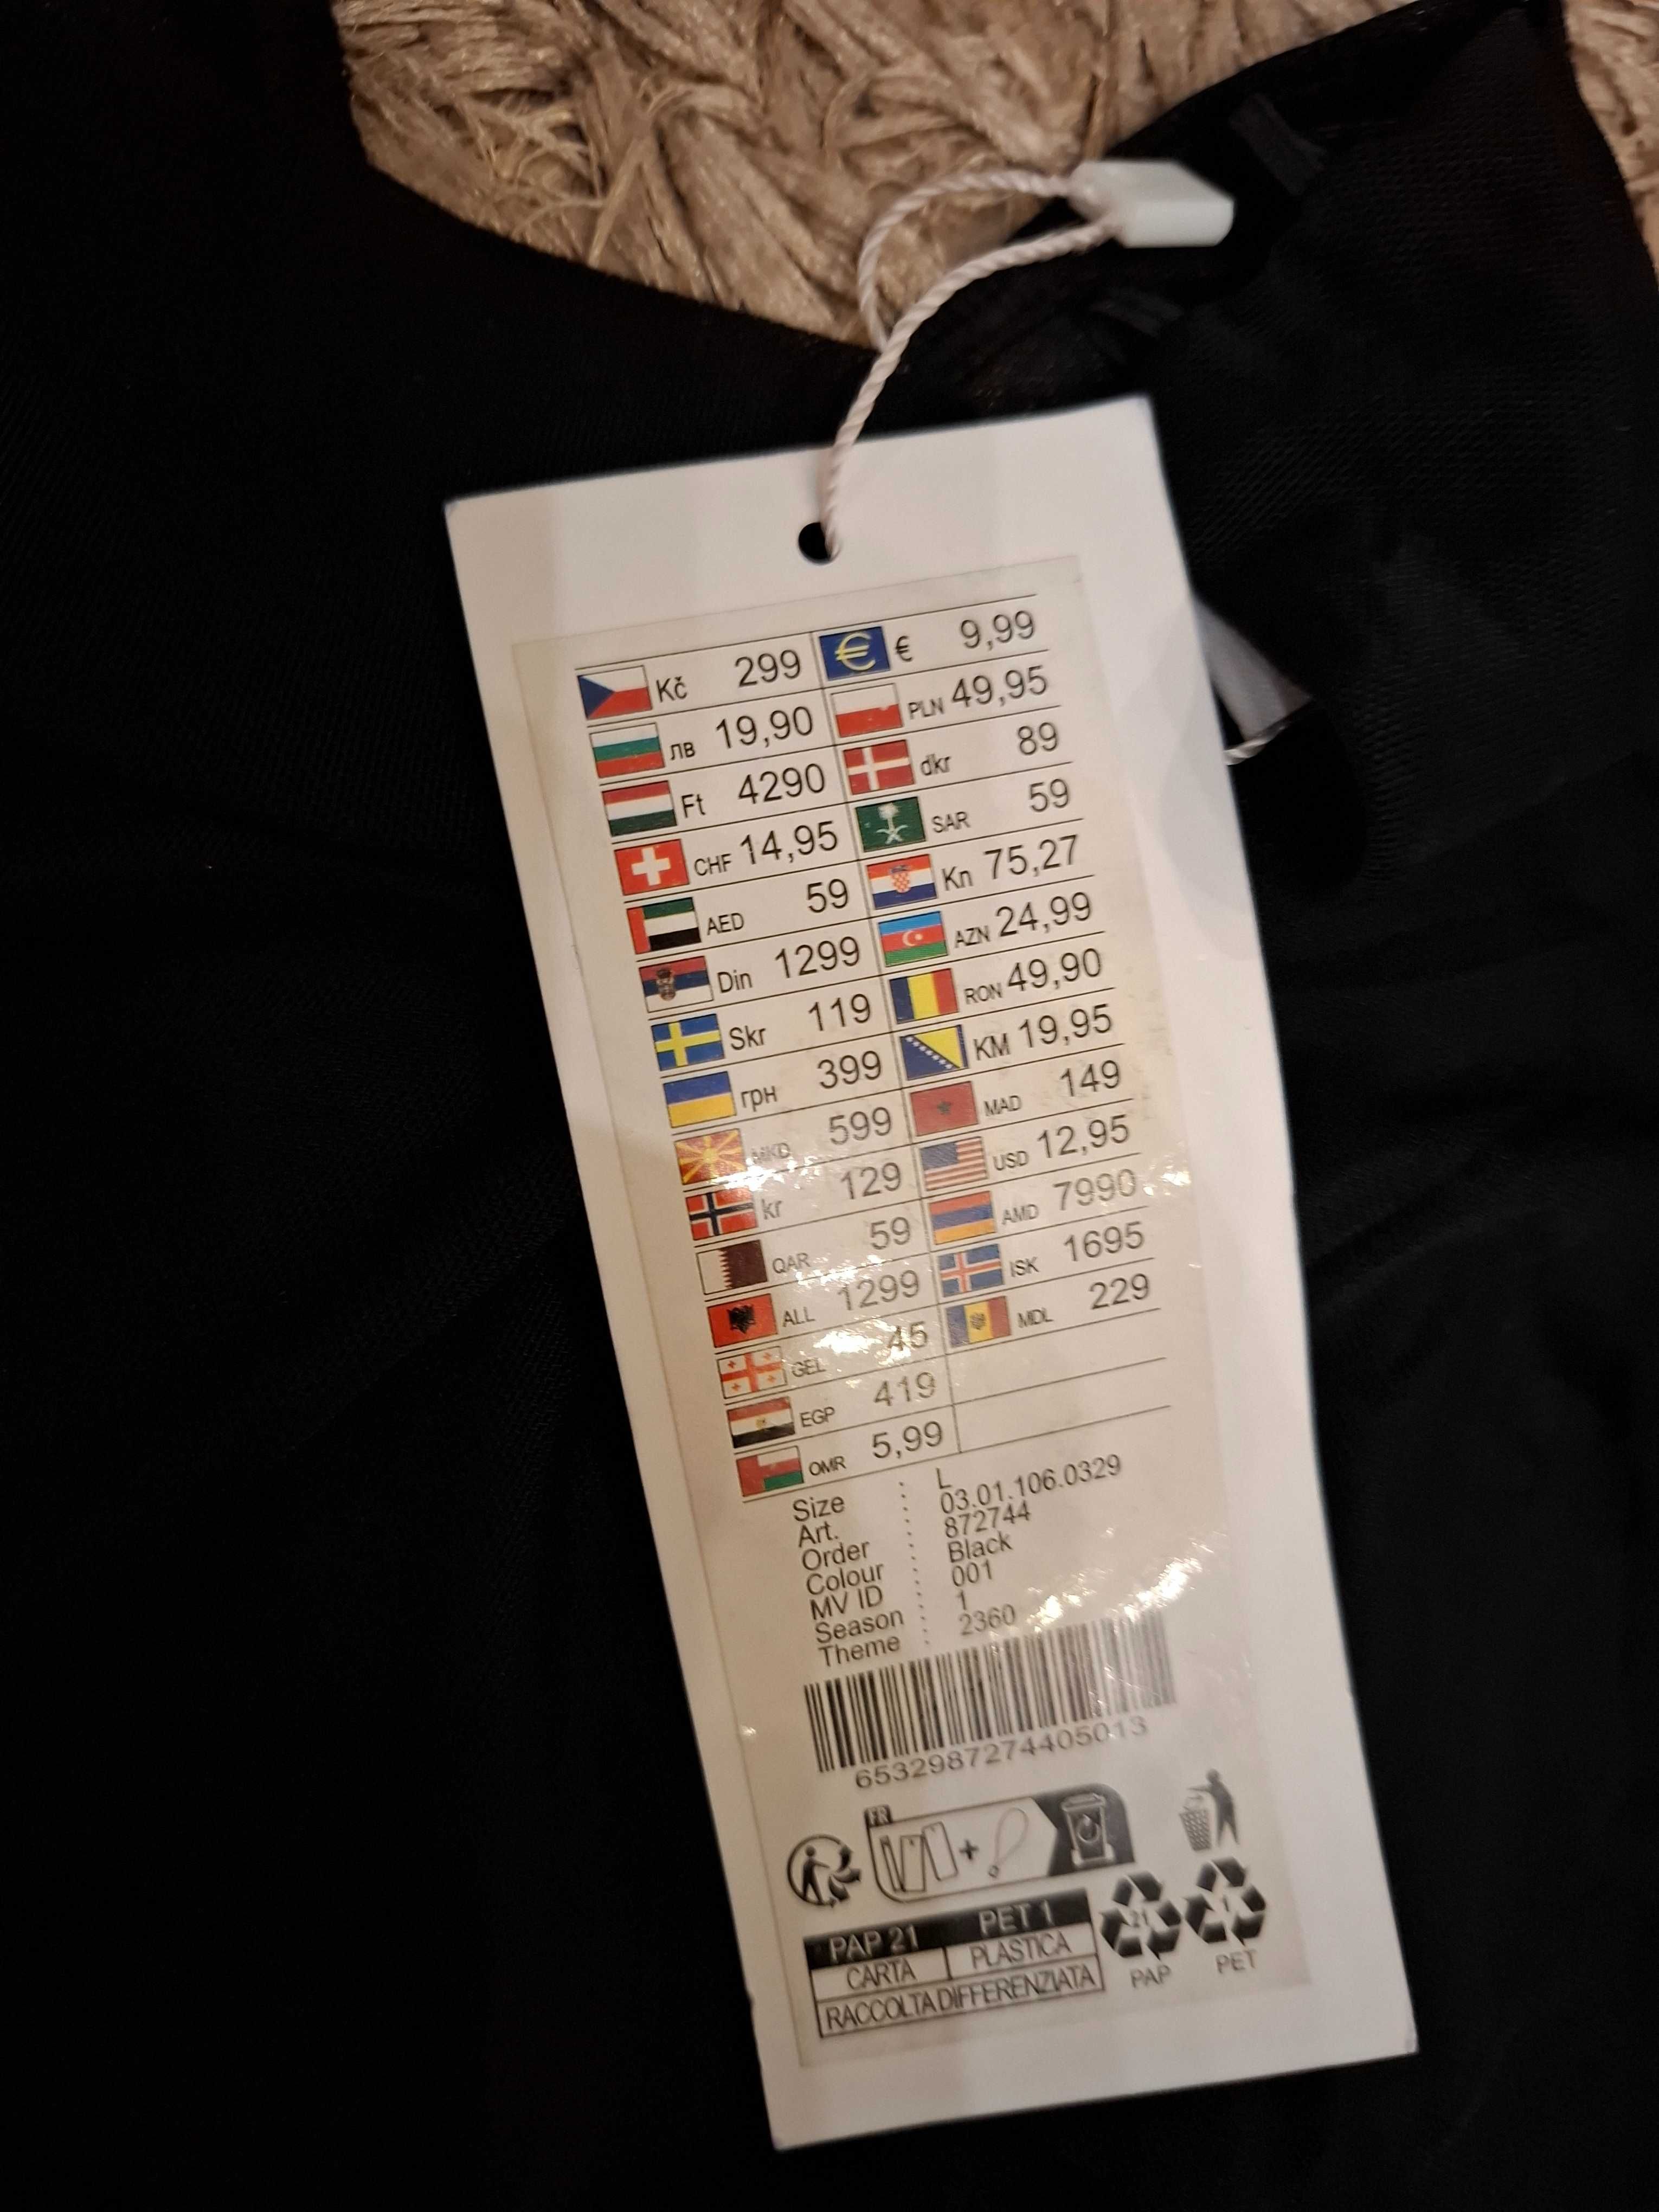 Kč 299 € 9,99
лв 19,90 PLN 49,95
Ft 4290 dkr 89
CHF 14,95 SAR 59
AED 59 Kn 75,27
Din 1299 AZN 24,99
Skr 119 RON 49,90
грн 399 KM 19,95
MKD 599 MAD 149
kr 129 USD 12,95
QAR 59 AMD 7990
ALL 1299 ISK 1695
GEL 45 MDL 229
EGP 419
OMR 5,99
Size : L
Art. : 03.01.106.0329
Order : 872744
Colour : Black
MV ID : 001
Season : 1
Theme : 2360
6532987274405013
FR
+
PAP 21 PET 1
CARTA PLASTICA
RACCOLTA DIFFERENZIATA
21 1
PAP PET